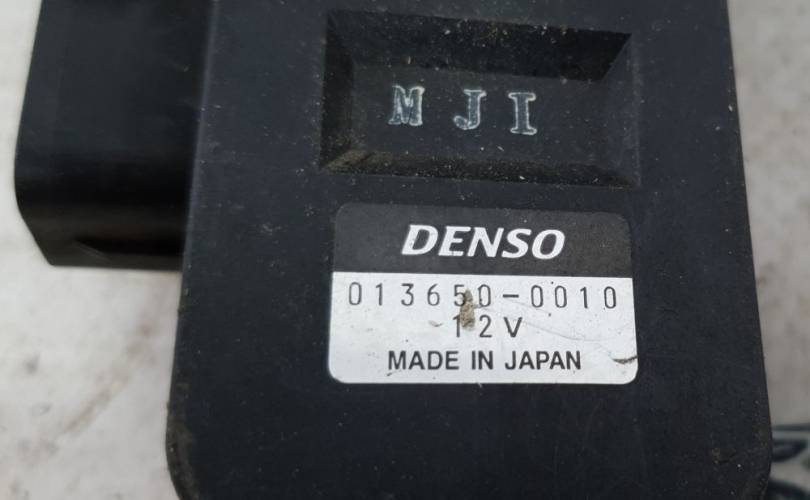 MJI
DENSO
013650-0010
12V
MADE IN JAPAN